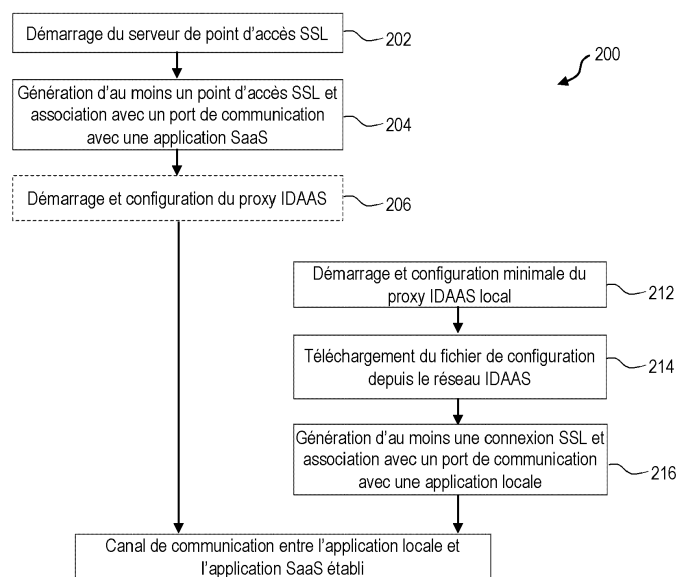 Démarrage du serveur de point d'accès SSL
202
200
Génération d'au moins un point d'accès SSL et
association avec un port de communication
avec une application SaaS
204
Démarrage et configuration du proxy IDAAS
206
Démarrage et configuration minimale du
proxy IDAAS local
212
Téléchargement du fichier de configuration
depuis le réseau IDAAS
214
Génération d'au moins une connexion SSL et
association avec un port de communication
avec une application locale
216
Canal de communication entre l'application locale et
l'application SaaS établi